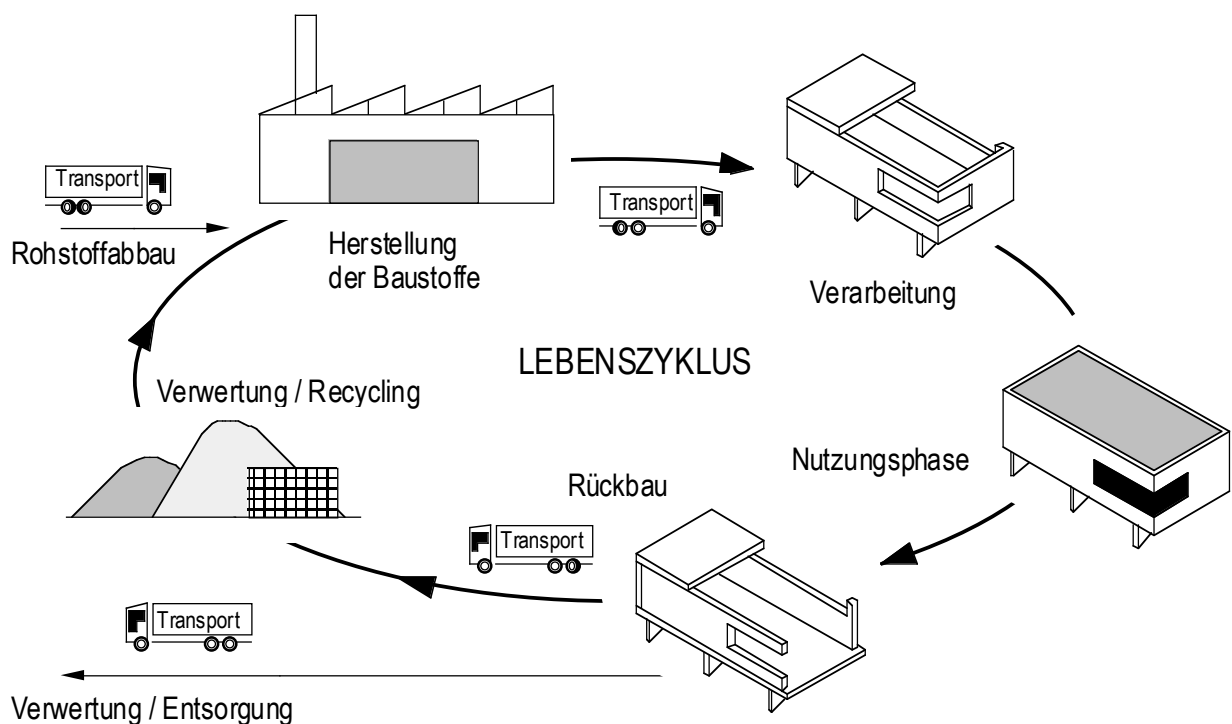 Transport
Rohstoffabbau
Herstellung
der Baustoffe
Transport
Verarbeitung
LEBENSZYKLUS
Verwertung / Recycling
Nutzungsphase
Rückbau
Transport
Transport
Verwertung / Entsorgung